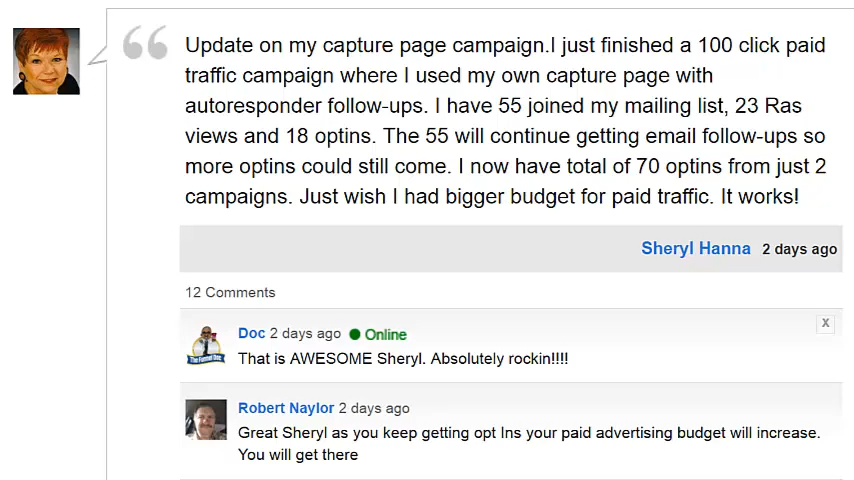 Update on my capture page campaign.I just finished a 100 click paid
traffic campaign where I used my own capture page with
autoresponder follow-ups. I have 55 joined my mailing list, 23 Ras
views and 18 optins. The 55 will continue getting email follow-ups so
more optins could still come. I now have total of 70 optins from just 2
campaigns. Just wish I had bigger budget for paid traffic. It works!
Sheryl Hanna 2 days ago
12 Comments
Doc 2 days ago Online
X
That is AWESOME Sheryl. Absolutely rockin!!!!
The Funnel Doc
Robert Naylor 2 days ago
Great Sheryl as you keep getting opt Ins your paid advertising budget will increase.
You will get there